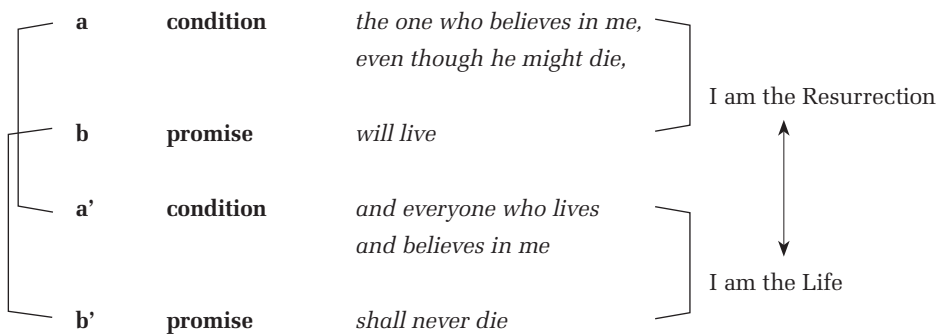 a condition the one who believes in me,
even though he might die,
I am the Resurrection
b promise will live
a' condition and everyone who lives
and believes in me
I am the Life
b' promise shall never die